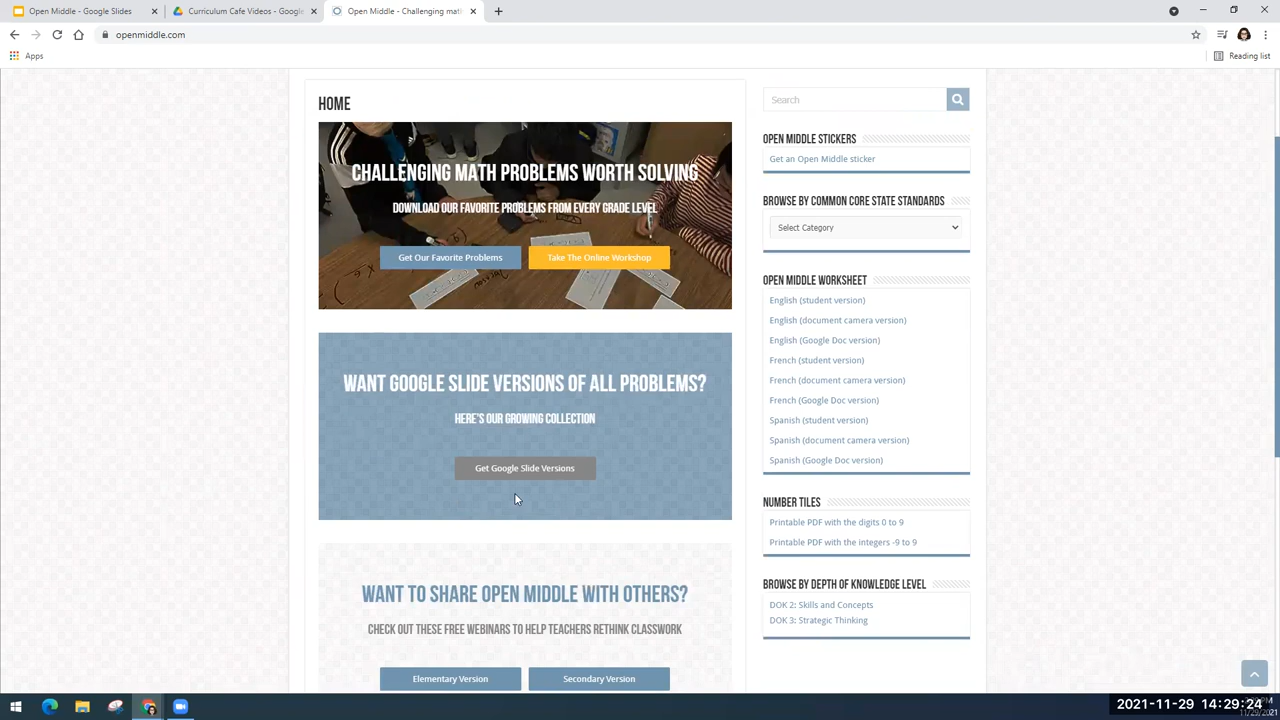 Open Middle - Google Slides
Curriculum Cafe Videos - Google
Open Middle - Challenging mat
openmiddle.com
Apps
Reading list
HOME
CHALLENGING MATH PROBLEMS WORTH SOLVING
DOWNLOAD OUR FAVORITE PROBLEMS FROM EVERY GRADE LEVEL
Get Our Favorite Problems
Take The Online Workshop
WANT GOOGLE SLIDE VERSIONS OF ALL PROBLEMS?
HERE'S OUR GROWING COLLECTION
Get Google Slide Versions
WANT TO SHARE OPEN MIDDLE WITH OTHERS?
CHECK OUT THESE FREE WEBINARS TO HELP TEACHERS RETHINK CLASSWORK
Elementary Version
Secondary Version
Search
OPEN MIDDLE STICKERS
Get an Open Middle sticker
BROWSE BY COMMON CORE STATE STANDARDS
Select Category
OPEN MIDDLE WORKSHEET
English (student version)
English (document camera version)
English (Google Doc version)
French (student version)
French (document camera version)
French (Google Doc version)
Spanish (student version)
Spanish (document camera version)
Spanish (Google Doc version)
NUMBER TILES
Printable PDF with the digits 0 to 9
Printable PDF with the integers -9 to 9
BROWSE BY DEPTH OF KNOWLEDGE LEVEL
DOK 2: Skills and Concepts
DOK 3: Strategic Thinking
2021-11-29 14:29:24